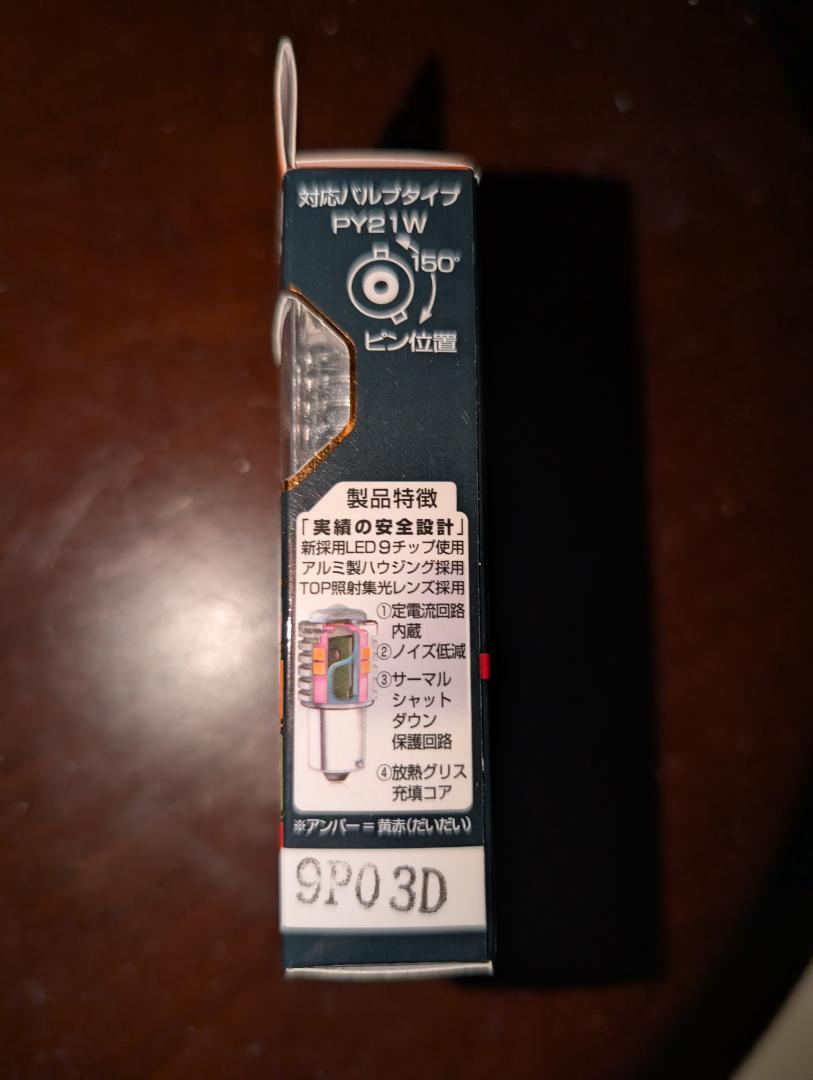 対応バルブタイプ
PY21W
150°
ピン位置
製品特徴
「実績の安全設計」
新採用LED9チップ使用
アルミ製ハウジング採用
TOP照射集光レンズ採用
①定電流回路
内蔵
②ノイズ低減
③サーマル
シャット
ダウン
保護回路
④放熱グリス
充填コア
※アンバー=黄赤(だいだい)
9P03D